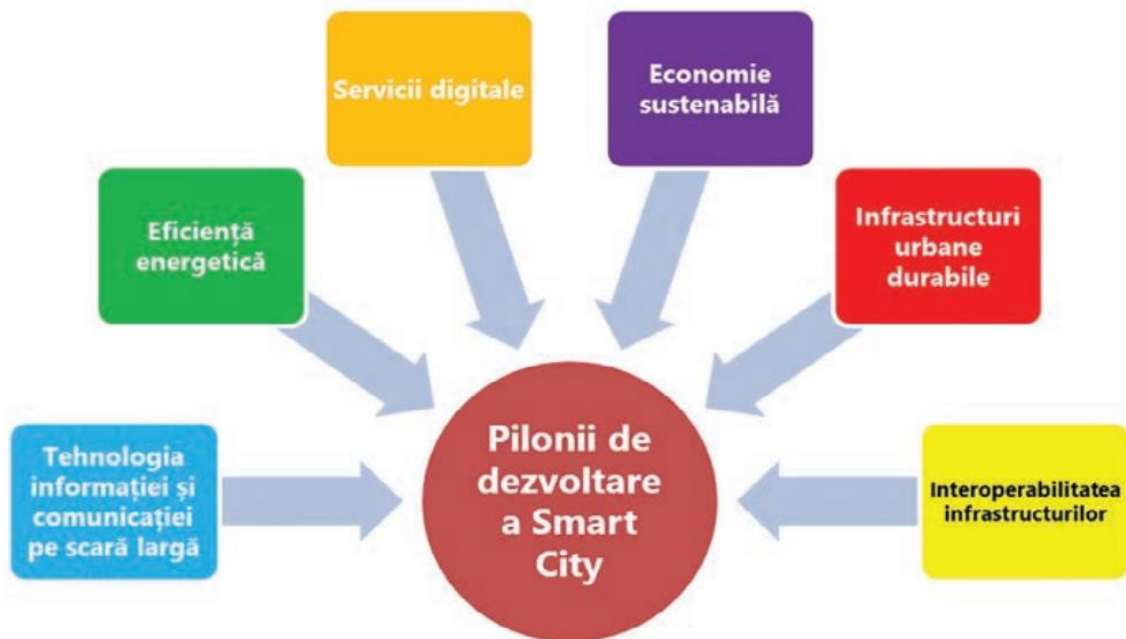 Servicii digitale
Economie
sustenabilă
Eficiență
energetică
Infrastructuri
urbane
durabile
Tehnologia
informației și
comunicației
pe scară largă
Pilonii de
dezvoltare
a Smart
City
Interoperabilitatea
infrastructurilor